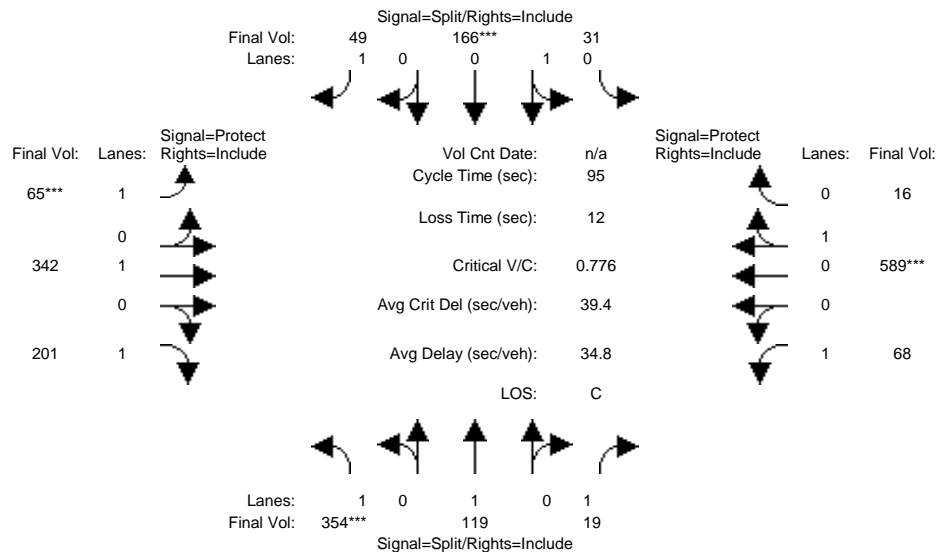 Signal=Split/Rights=Include
Final Vol: 49 166*** 31
Lanes: 1 0 0 1 0
Signal=Protect
Final Vol: Lanes: Rights=Include
Vol Cnt Date: n/a
Signal=Protect
Rights=Include Lanes: Final Vol:
Cycle Time (sec): 95
65*** 1
0 16
Loss Time (sec): 12
0
1
342 1
Critical V/C: 0.776
0 589***
0
Avg Crit Del (sec/veh): 39.4
0
201 1
Avg Delay (sec/veh): 34.8
1 68
LOS: C
Lanes: 1 0 1 0 1
Final Vol: 354*** 119 19
Signal=Split/Rights=Include